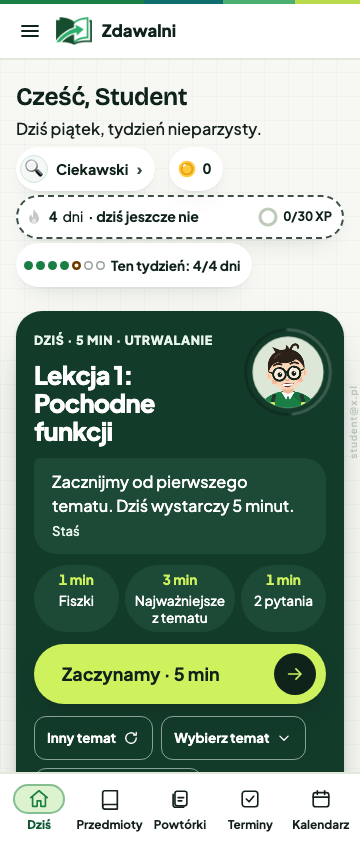 Zdawalni
Cześć, Student
Dziś piątek, tydzień nieparzysty.
Ciekawski ›
0
4 dni · dziś jeszcze nie
0/30 XP
Ten tydzień: 4/4 dni
DZIŚ · 5 MIN · UTRWALANIE
Lekcja 1:
Pochodne
funkcji
Zacznijmy od pierwszego
tematu. Dziś wystarczy 5 minut.
Staś
1 min
Fiszki
3 min
Najważniejsze
z tematu
1 min
2 pytania
Zaczynamy · 5 min
Inny temat
Wybierz temat
student@x.pl
Dziś
Przedmioty
Powtórki
Terminy
Kalendarz